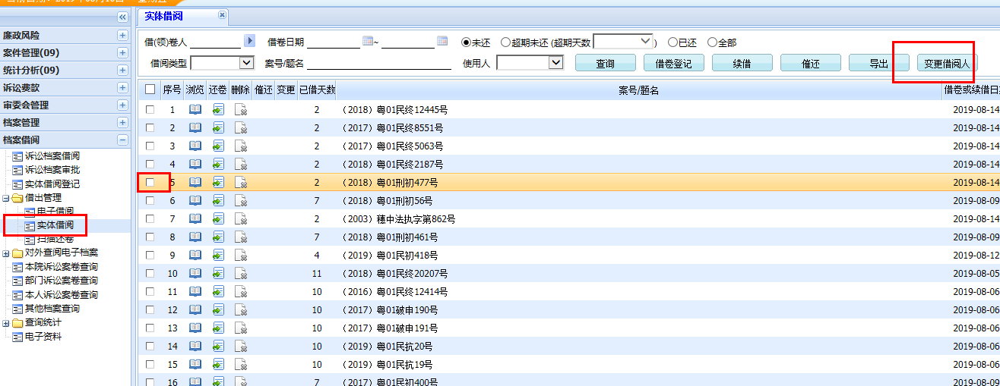 实体借阅
廉政风险
案件管理(09)
统计分析(09)
诉讼费款
审委会管理
档案管理
档案借阅
诉讼档案借阅
诉讼档案审批
实体借阅登记
借出管理
电子借阅
实体借阅
扫描还卷
对外查阅电子档案
本院诉讼案卷查询
部门诉讼案卷查询
本人诉讼案卷查询
其他档案查询
查询统计
电子资料
借(领)卷人 借卷日期 ~ 未还 超期未还 (超期天数 ) 已还 全部
借阅类型 案号/题名 使用人 查询 借卷登记 续借 催还 导出 变更借阅人
序号 浏览 还卷 删除 催还 变更 已借天数 案号/题名 借卷或续借日
1 2 （2018）粤01民终12445号 2019-08-14
2 2 （2017）粤01民终8551号 2019-08-14
3 2 （2017）粤01民终5063号 2019-08-14
4 2 （2018）粤01民终2187号 2019-08-14
5 2 （2018）粤01刑初477号 2019-08-14
6 7 （2018）粤01刑初56号 2019-08-09
7 2 （2003）穗中法执字第862号 2019-08-14
8 7 （2018）粤01刑初461号 2019-08-09
9 4 （2019）粤01民初418号 2019-08-12
10 11 （2018）粤01民终20207号 2019-08-05
11 10 （2016）粤01民终12414号 2019-08-06
12 10 （2017）粤01破申190号 2019-08-06
13 10 （2017）粤01破申191号 2019-08-06
14 10 （2019）粤01民抗20号 2019-08-06
15 10 （2019）粤01民抗19号 2019-08-06
16 7 （2017）粤01民初400号 2019-08-09